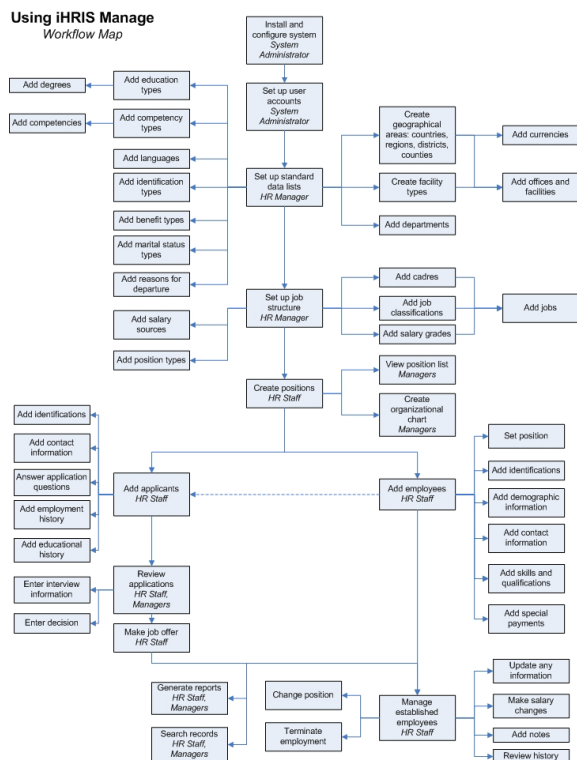 Using iHRIS Manage
Workflow Map
Install and
configure system
System
Administrator
Set up user
accounts
System
Administrator
Add degrees
Add education
types
Add competencies
Add competency
types
Add languages
Add identification
types
Add benefit types
Add marital status
types
Add reasons for
departure
Set up standard
data lists
HR Manager
Create
geographical
areas: countries,
regions, districts,
counties
Add currencies
Create facility
types
Add offices and
facilities
Add departments
Add salary
sources
Add position types
Set up job
structure
HR Manager
Add cadres
Add job
classifications
Add salary grades
Add jobs
Create positions
HR Staff
View position list
Managers
Create
organizational
chart
Managers
Add identifications
Add contact
information
Answer application
questions
Add employment
history
Add educational
history
Add applicants
HR Staff
Add employees
HR Staff
Set position
Add identifications
Add demographic
information
Add contact
information
Add skills and
qualifications
Add special
payments
Enter interview
information
Enter decision
Review
applications
HR Staff,
Managers
Make job offer
HR Staff
Generate reports
HR Staff,
Managers
Search records
HR Staff,
Managers
Change position
Terminate
employment
Manage
established
employees
HR Staff
Update any
information
Make salary
changes
Add notes
Review history